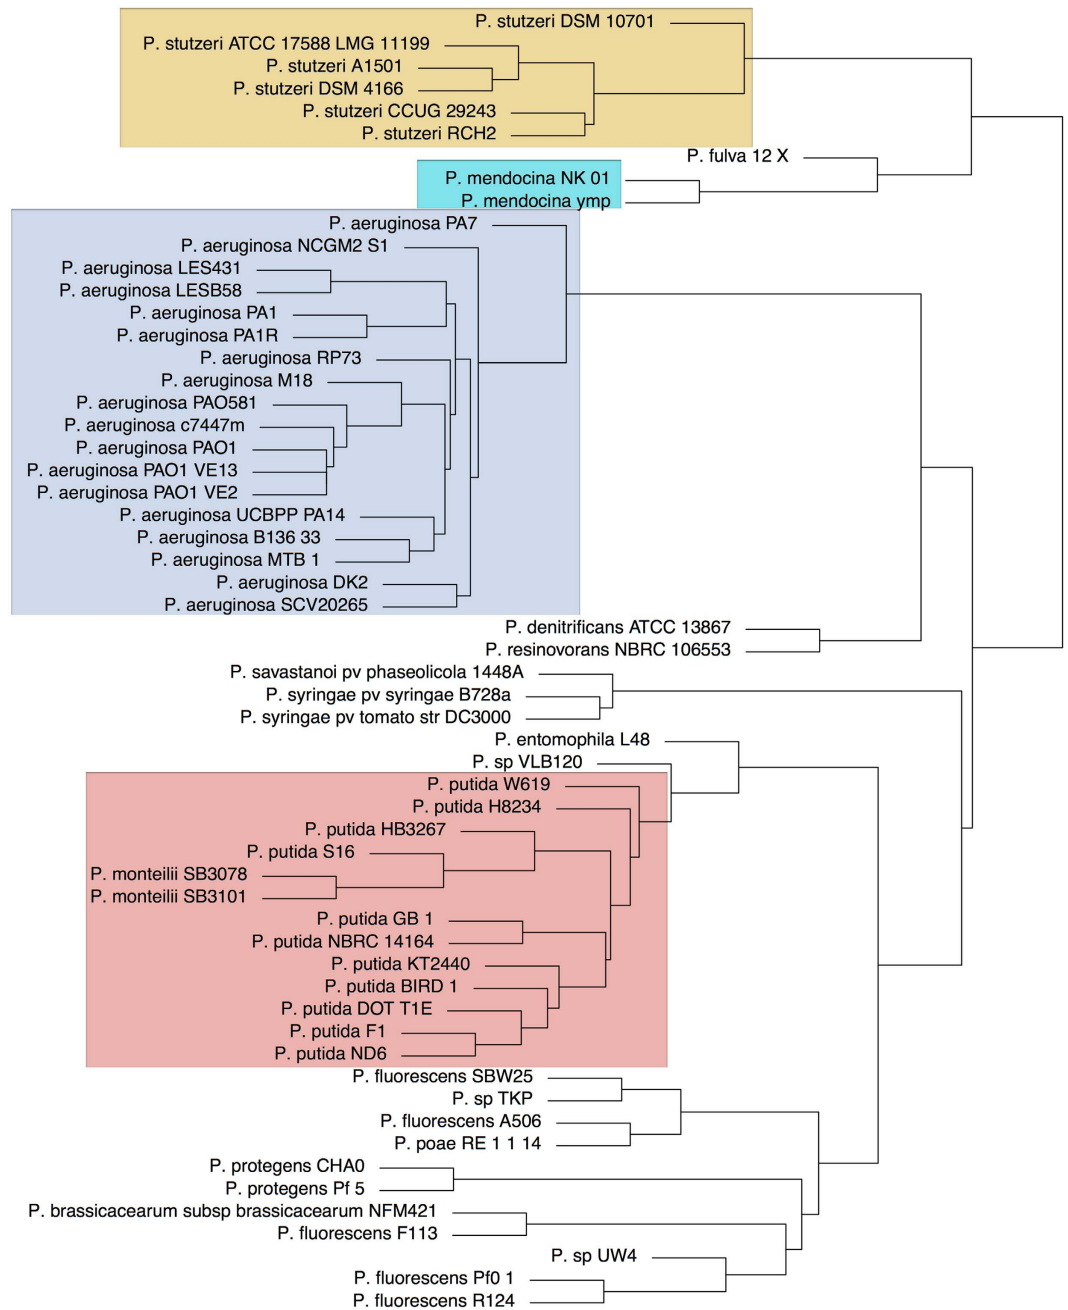 P. stutzeri DSM 10701
P. stutzeri ATCC 17588 LMG 11199
P. stutzeri A1501
P. stutzeri DSM 4166
P. stutzeri CCUG 29243
P. stutzeri RCH2
P. fulva 12 X
P. mendocina NK 01
P. mendocina ymp
P. aeruginosa PA7
P. aeruginosa NCGM2 S1
P. aeruginosa LES431
P. aeruginosa LESB58
P. aeruginosa PA1
P. aeruginosa PA1R
P. aeruginosa RP73
P. aeruginosa M18
P. aeruginosa PAO581
P. aeruginosa c7447m
P. aeruginosa PAO1
P. aeruginosa PAO1 VE13
P. aeruginosa PAO1 VE2
P. aeruginosa UCBPP PA14
P. aeruginosa B136 33
P. aeruginosa MTB 1
P. aeruginosa DK2
P. aeruginosa SCV20265
P. denitrificans ATCC 13867
P. resinovorans NBRC 106553
P. savastanoi pv phaseolicola 1448A
P. syringae pv syringae B728a
P. syringae pv tomato str DC3000
P. entomophila L48
P. sp VLB120
P. putida W619
P. putida H8234
P. putida HB3267
P. putida S16
P. monteilii SB3078
P. monteilii SB3101
P. putida GB 1
P. putida NBRC 14164
P. putida KT2440
P. putida BIRD 1
P. putida DOT T1E
P. putida F1
P. putida ND6
P. fluorescens SBW25
P. sp TKP
P. fluorescens A506
P. poae RE 1 1 14
P. protegens CHA0
P. protegens Pf 5
P. brassicacearum subsp brassicacearum NFM421
P. fluorescens F113
P. sp UW4
P. fluorescens Pf0 1
P. fluorescens R124